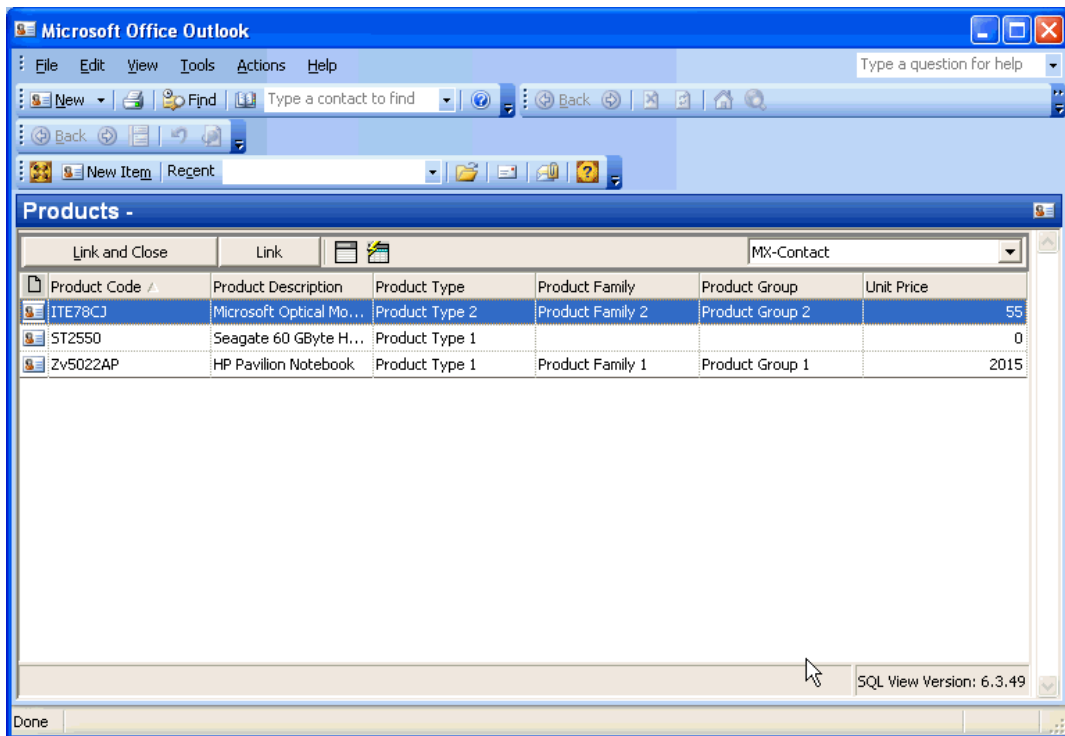 Microsoft Office Outlook
File Edit View Tools Actions Help Type a question for help
New Find Type a contact to find Back
Back
New Item Recent
Products -
Link and Close Link MX-Contact
Product Code Product Description Product Type Product Family Product Group Unit Price
ITE78CJ Microsoft Optical Mo... Product Type 2 Product Family 2 Product Group 2 55
ST2550 Seagate 60 GByte H... Product Type 1 0
Zv5022AP HP Pavilion Notebook Product Type 1 Product Family 1 Product Group 1 2015
SQL View Version: 6.3.49
Done